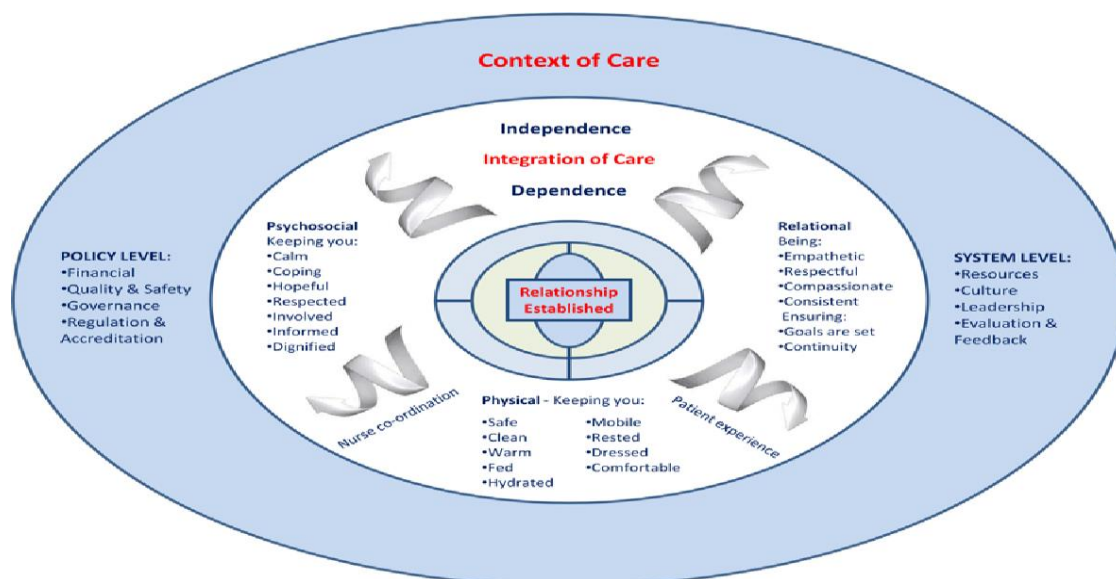 Context of Care
Independence
Integration of Care
Dependence
POLICY LEVEL:
•Financial
•Quality & Safety
•Governance
•Regulation &
Accreditation
Psychosocial
Keeping you:
•Calm
•Coping
•Hopeful
•Respected
•Involved
•Informed
•Dignified
Relationship
Established
Relational
Being:
•Empathetic
•Respectful
•Compassionate
•Consistent
Ensuring:
•Goals are set
•Continuity
SYSTEM LEVEL:
•Resources
•Culture
•Leadership
•Evaluation &
Feedback
Nurse co-ordination
Physical - Keeping you:
•Safe
•Clean
•Warm
•Fed
•Hydrated
•Mobile
•Rested
•Dressed
•Comfortable
Patient experience